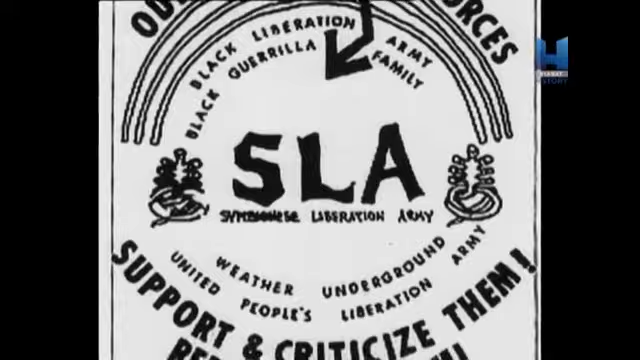 FORCES
BLACK LIBERATION ARMY
BLACK GUERRILLA FAMILY
SLA
SYMBIONESE LIBERATION ARMY
WEATHER UNDERGROUND
UNITED PEOPLE'S LIBERATION ARMY
SUPPORT & CRITICIZE THEM!